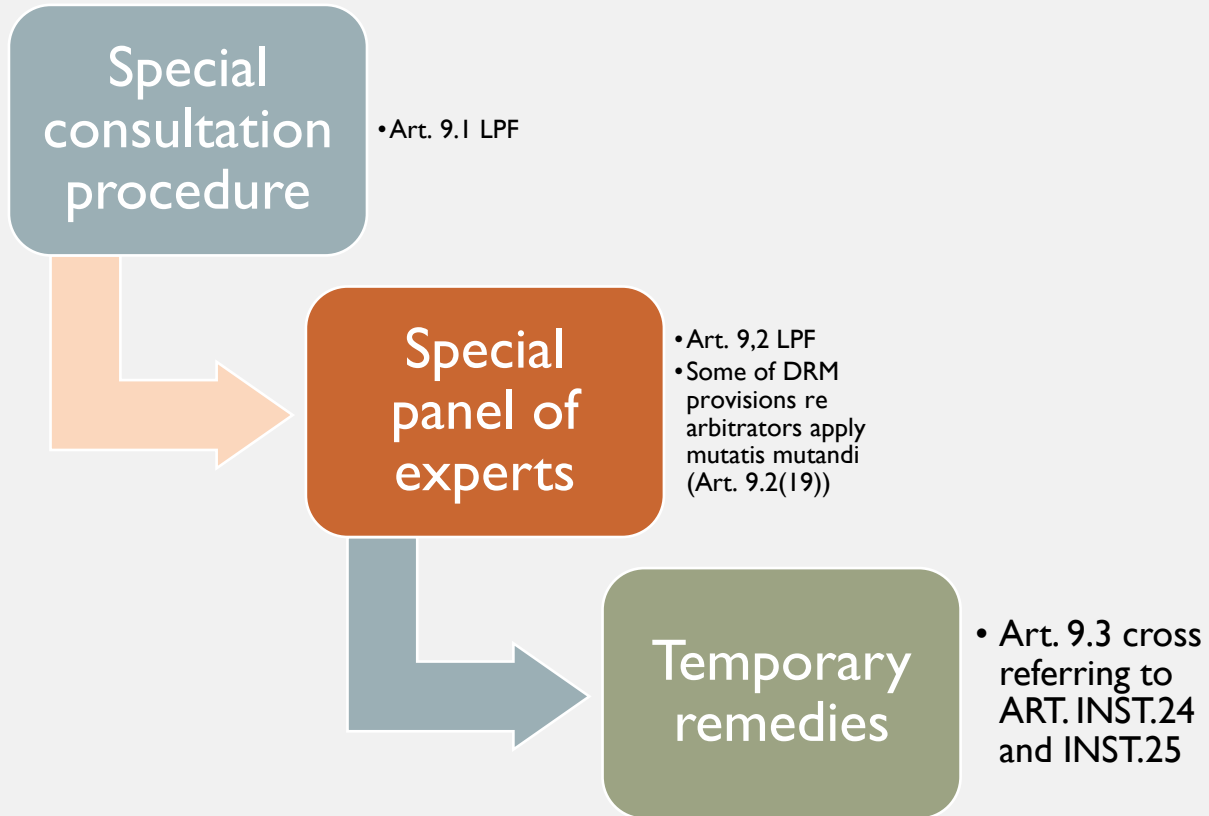 Special
consultation
procedure
•Art. 9.1 LPF
Special
panel of
experts
•Art. 9,2 LPF
•Some of DRM
provisions re
arbitrators apply
mutatis mutandi
(Art. 9.2(19))
Temporary
remedies
• Art. 9.3 cross
referring to
ART. INST.24
and INST.25